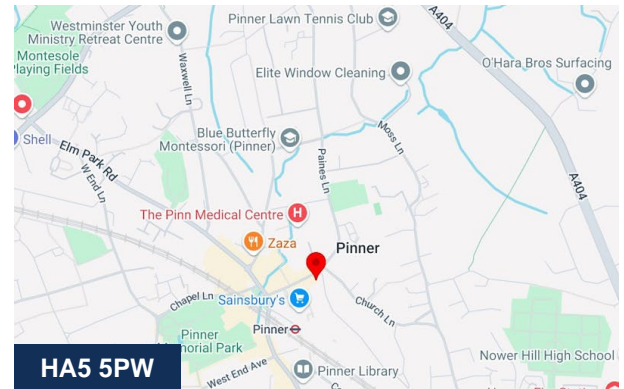 Westminster Youth
Ministry Retreat Centre
Pinner Lawn Tennis Club
A404
Montesole
Playing Fields
Waxwell Ln
Elite Window Cleaning
O'Hara Bros Surfacing
Shell
Elm Park Rd
W End Ln
Blue Butterfly
Montessori (Pinner)
Paines Ln
Moss Ln
A404
The Pinn Medical Centre
H
Zaza
Pinner
Chapel Ln
Sainsbury's
Church Ln
Pinner
Pinner
Memorial Park
West End Ave
Pinner Library
Nower Hill High School
HA5 5PW